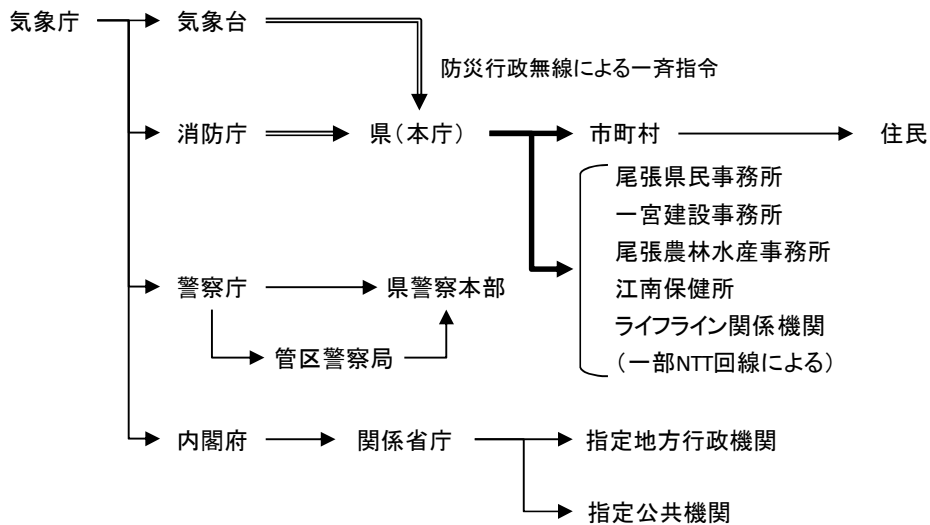 気象庁
気象台
防災行政無線による一斉指令
消防庁
県（本庁）
市町村
住民
尾張県民事務所
一宮建設事務所
尾張農林水産事務所
江南保健所
ライフライン関係機関
（一部NTT回線による）
警察庁
県警察本部
管区警察局
内閣府
関係省庁
指定地方行政機関
指定公共機関